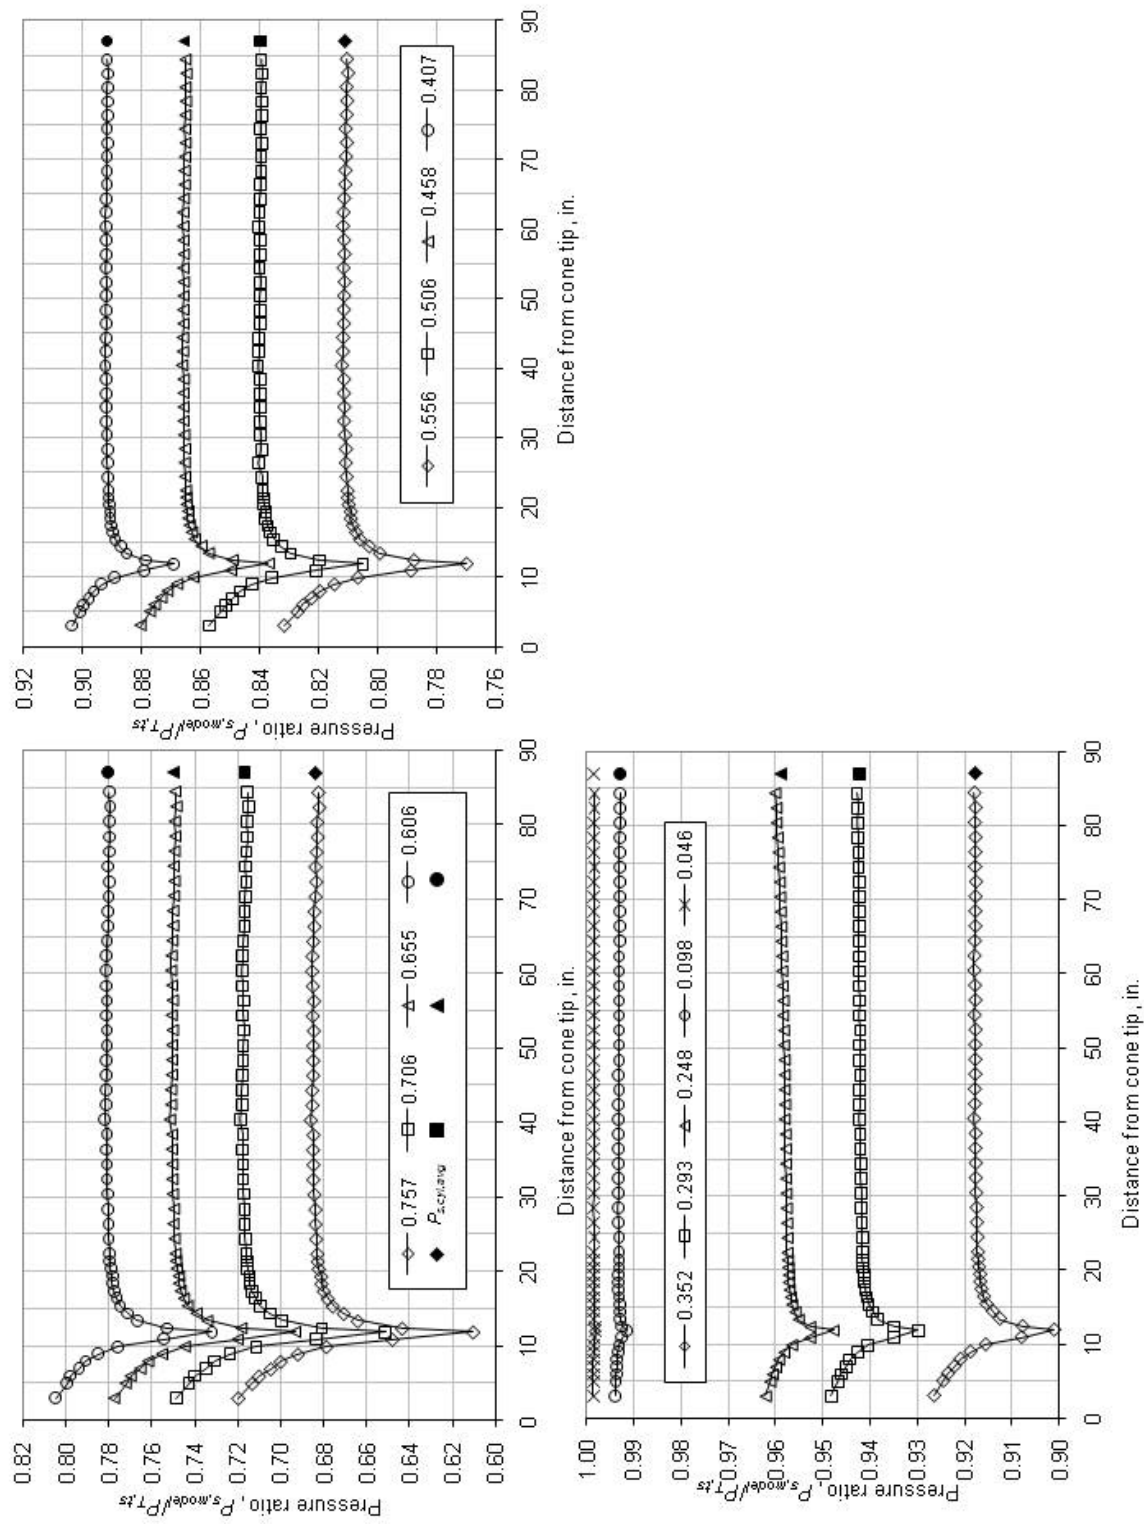 0.82
0.80
0.78
0.76
0.74
0.72
0.70
0.68
0.66
0.64
0.62
0.60
Pressure ratio, Ps,model/PT,ts
0 10 20 30 40 50 60 70 80 90
Distance from cone tip, in.
0.757 0.706 0.655 0.606
Ps,cyl,avg
0.92
0.90
0.88
0.86
0.84
0.82
0.80
0.78
0.76
Pressure ratio, Ps,model/PT,ts
0 10 20 30 40 50 60 70 80 90
Distance from cone tip, in.
0.556 0.506 0.458 0.407
1.00
0.99
0.98
0.97
0.96
0.95
0.94
0.93
0.92
0.91
0.90
Pressure ratio, Ps,model/PT,ts
0 10 20 30 40 50 60 70 80 90
Distance from cone tip, in.
0.352 0.293 0.248 0.098 0.046